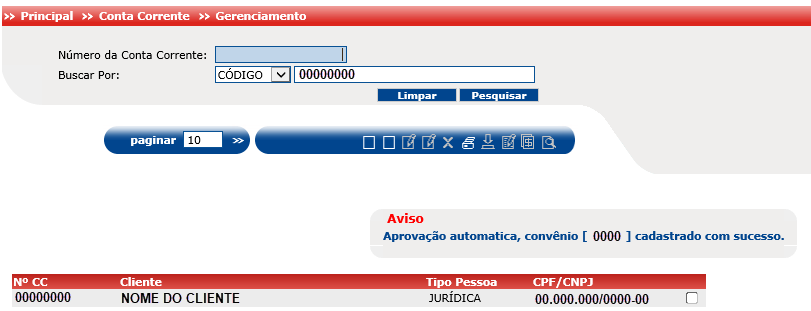 >> Principal >> Conta Corrente >> Gerenciamento
Número da Conta Corrente:
Buscar Por: CÓDIGO 00000000
Limpar Pesquisar
paginar 10 >>
Aviso
Aprovação automatica, convênio [ 0000 ] cadastrado com sucesso.
Nº CC Cliente Tipo Pessoa CPF/CNPJ
00000000 NOME DO CLIENTE JURÍDICA 00.000.000/0000-00